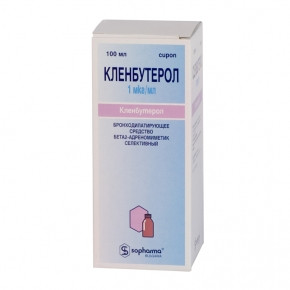 100 мл сироп
КЛЕНБУТЕРОЛ
1 мкг/мл
Кленбутерол
БРОНХОДИЛАТИРУЮЩЕЕ
СРЕДСТВО
БЕТА2-АДРЕНОМИМЕТИК
СЕЛЕКТИВНЫЙ
sopharma